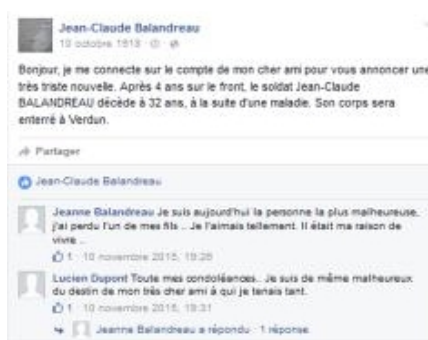 Jean-Claude Balandreau
10 octobre 1918
Bonjour, je me connecte sur le compte de mon cher ami pour vous annoncer une
très triste nouvelle. Après 4 ans sur le front, le soldat Jean-Claude
BALANDREAU décède à 32 ans, à la suite d'une maladie. Son corps sera
enterré à Verdun.
Partager
Jean-Claude Balandreau
Jeanne Balandreau Je suis aujourd'hui la personne la plus malheureuse,
j'ai perdu l'un de mes fils .. Je l'aimais tellement. Il était ma raison de
vivre ..
1 · 10 novembre 2015, 19:28
Lucien Dupont Toute mes condoléances.. Je suis de même malheureux
du destin de mon très cher ami à qui je tenais tant.
1 · 10 novembre 2015, 19:31
Jeanne Balandreau a répondu · 1 réponse